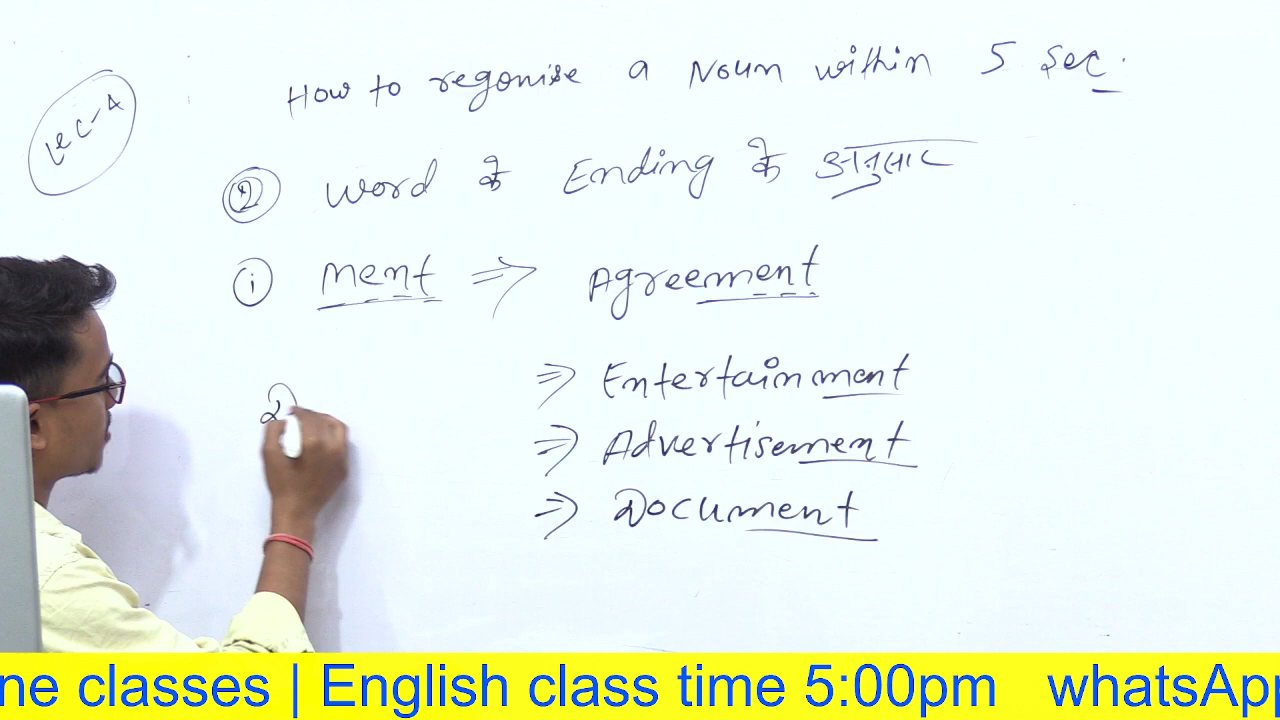 Lec-4
How to regonise a Noun within 5 Sec.
② Word के Ending के अनुसार
① Ment ⇒ Agreement
⇒ Entertainment
⇒ Advertisement
⇒ Document
2
ne classes | English class time 5:00pm whatsApp